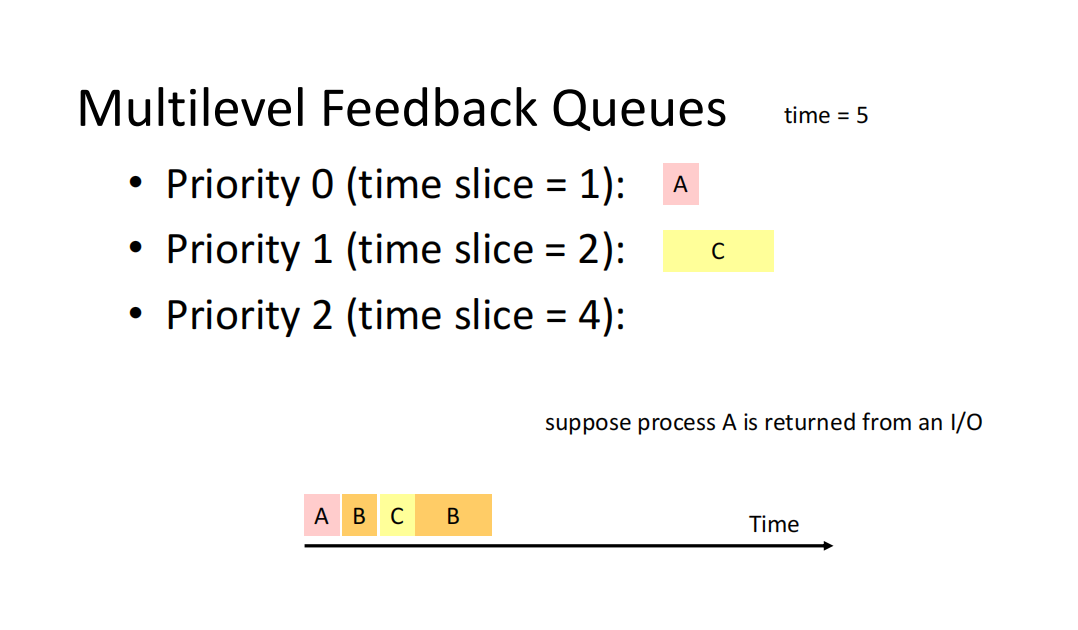 Multilevel Feedback Queues time = 5
• Priority 0 (time slice = 1): A
• Priority 1 (time slice = 2): C
• Priority 2 (time slice = 4):
suppose process A is returned from an I/O
A B C B
Time